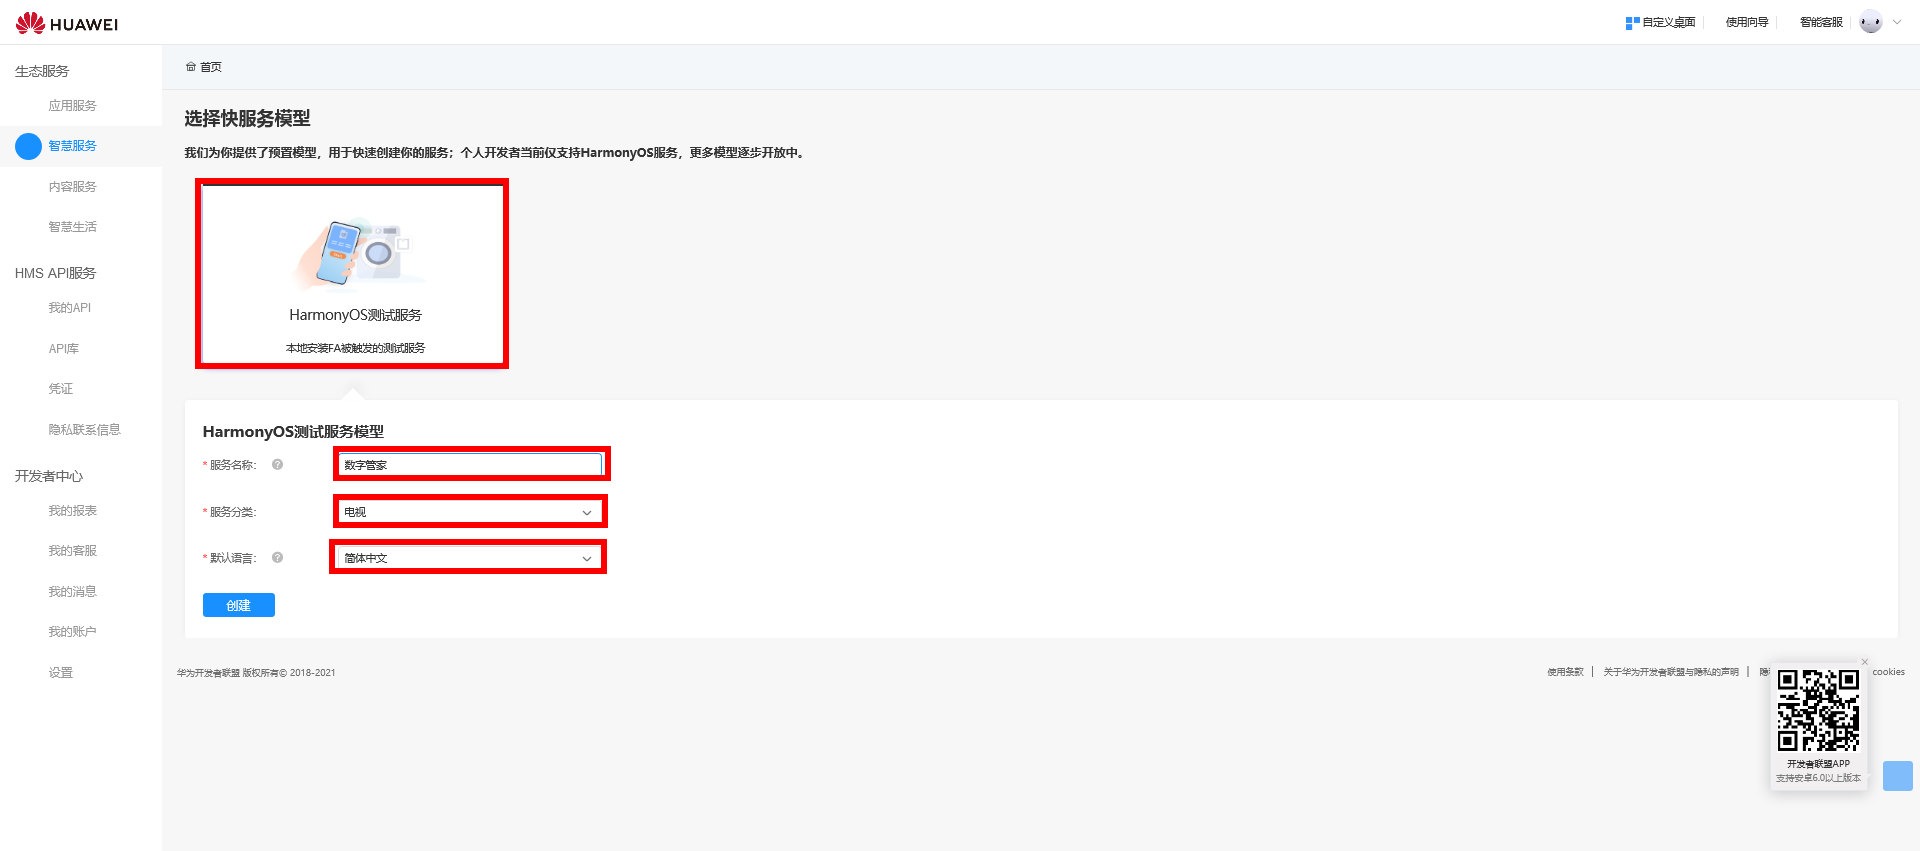 HUAWEI
自定义桌面
使用向导
智能客服
生态服务
应用服务
智慧服务
内容服务
智慧生活
HMS API服务
我的API
API库
凭证
隐私联系信息
开发者中心
我的报表
我的客服
我的消息
我的账户
设置
首页
选择快服务模型
我们为你提供了预置模型，用于快速创建你的服务；个人开发者当前仅支持HarmonyOS服务，更多模型逐步开放中。
HarmonyOS测试服务
本地安装FA被触发的测试服务
HarmonyOS测试服务模型
* 服务名称: ?
数字管家
* 服务分类:
电视
* 默认语言: ?
简体中文
创建
华为开发者联盟 版权所有© 2018-2021
使用条款 | 关于华为开发者联盟与隐私的声明 | cookies
开发者联盟APP
支持安卓6.0以上版本